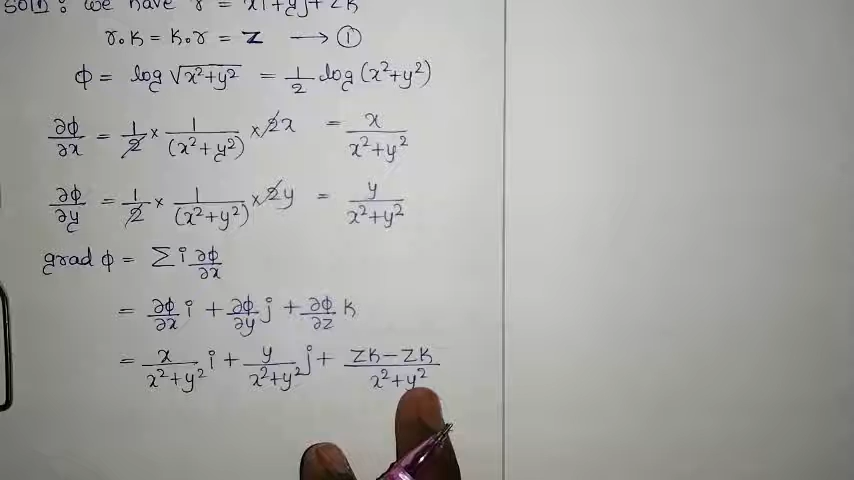 Soln: we have r = xi+yj+zk
r.k = k.r = z → ①
φ = log √x²+y² = 1/2 log (x²+y²)
∂φ/∂x = 1/2 × 1/(x²+y²) × 2x = x/x²+y²
∂φ/∂y = 1/2 × 1/(x²+y²) × 2y = y/x²+y²
grad φ = Σ i ∂φ/∂x
= ∂φ/∂x i + ∂φ/∂y j + ∂φ/∂z k
= x/x²+y² i + y/x²+y² j + zk-zk/x²+y²